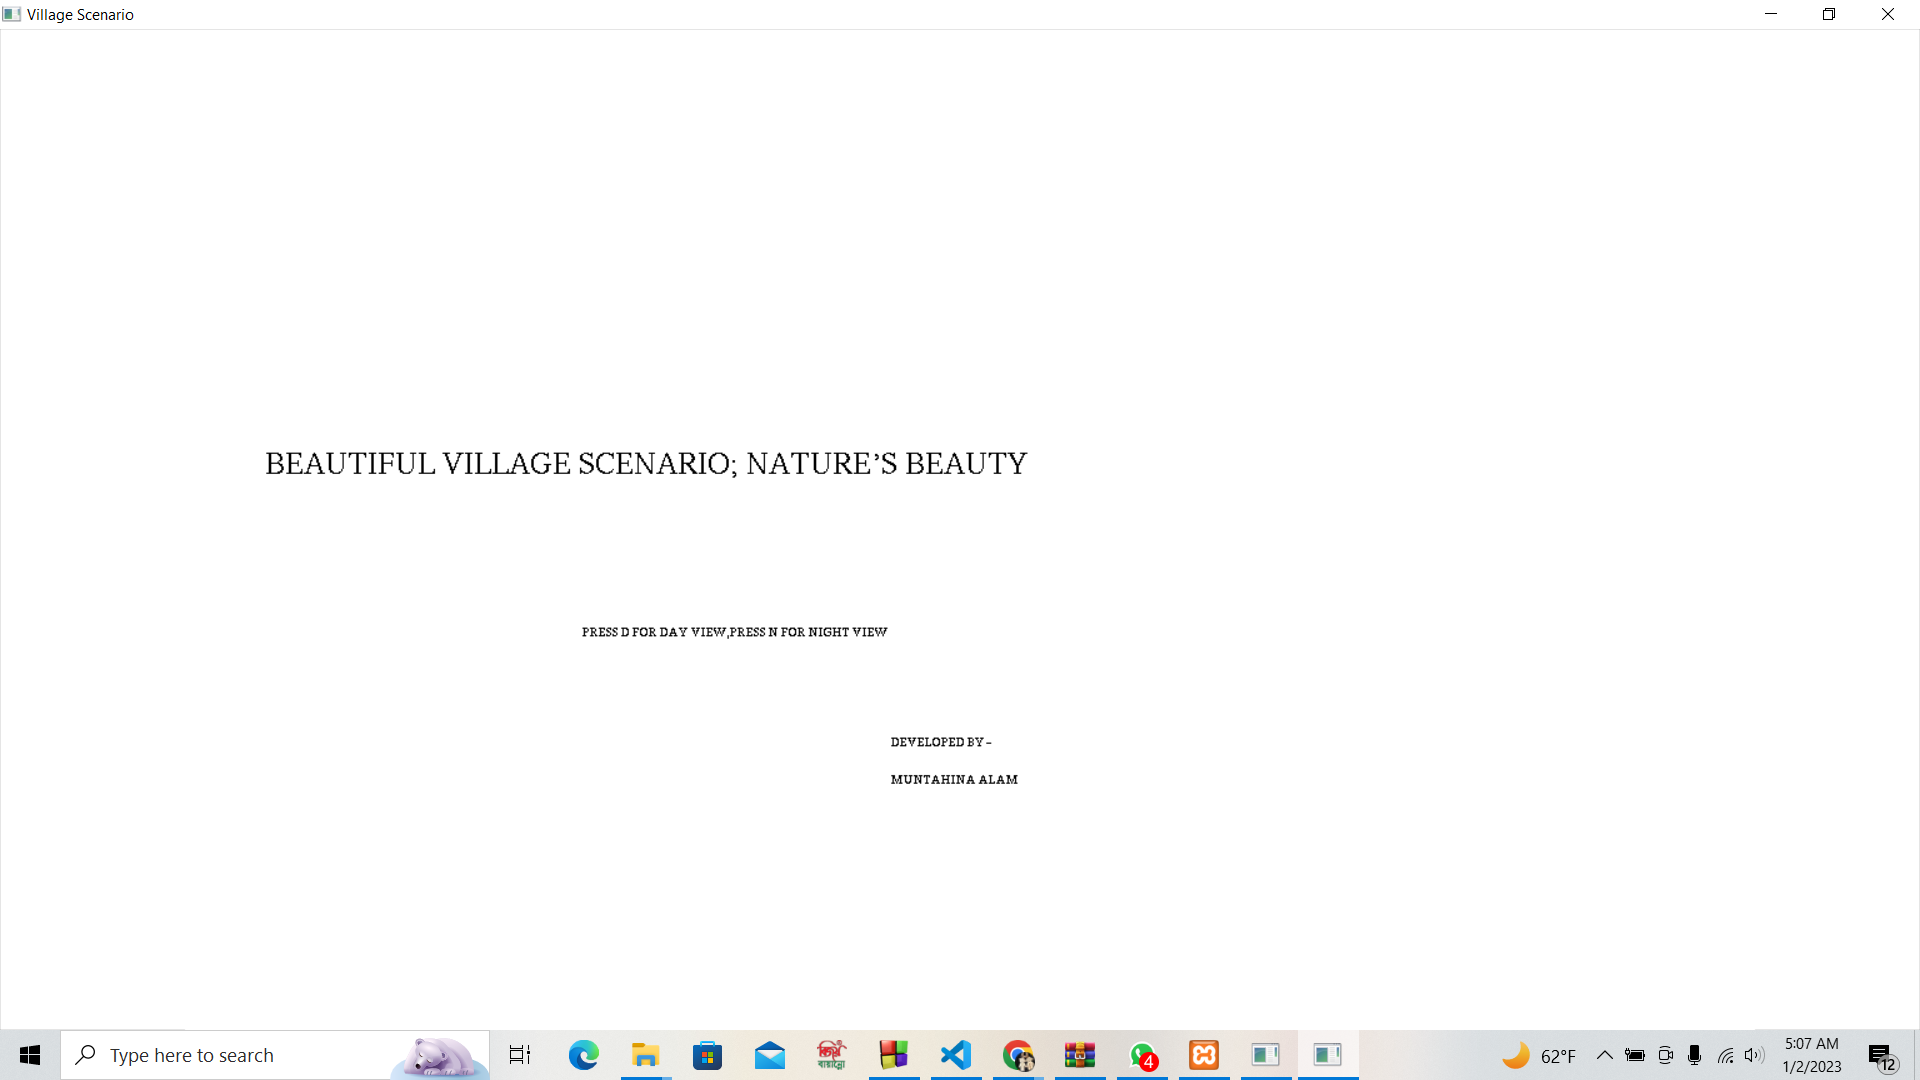 Village Scenario
BEAUTIFUL VILLAGE SCENARIO; NATURE'S BEAUTY
PRESS D FOR DAY VIEW,PRESS N FOR NIGHT VIEW
DEVELOPED BY -
MUNTAHINA ALAM
Type here to search
4
62°F
5:07 AM
1/2/2023
12